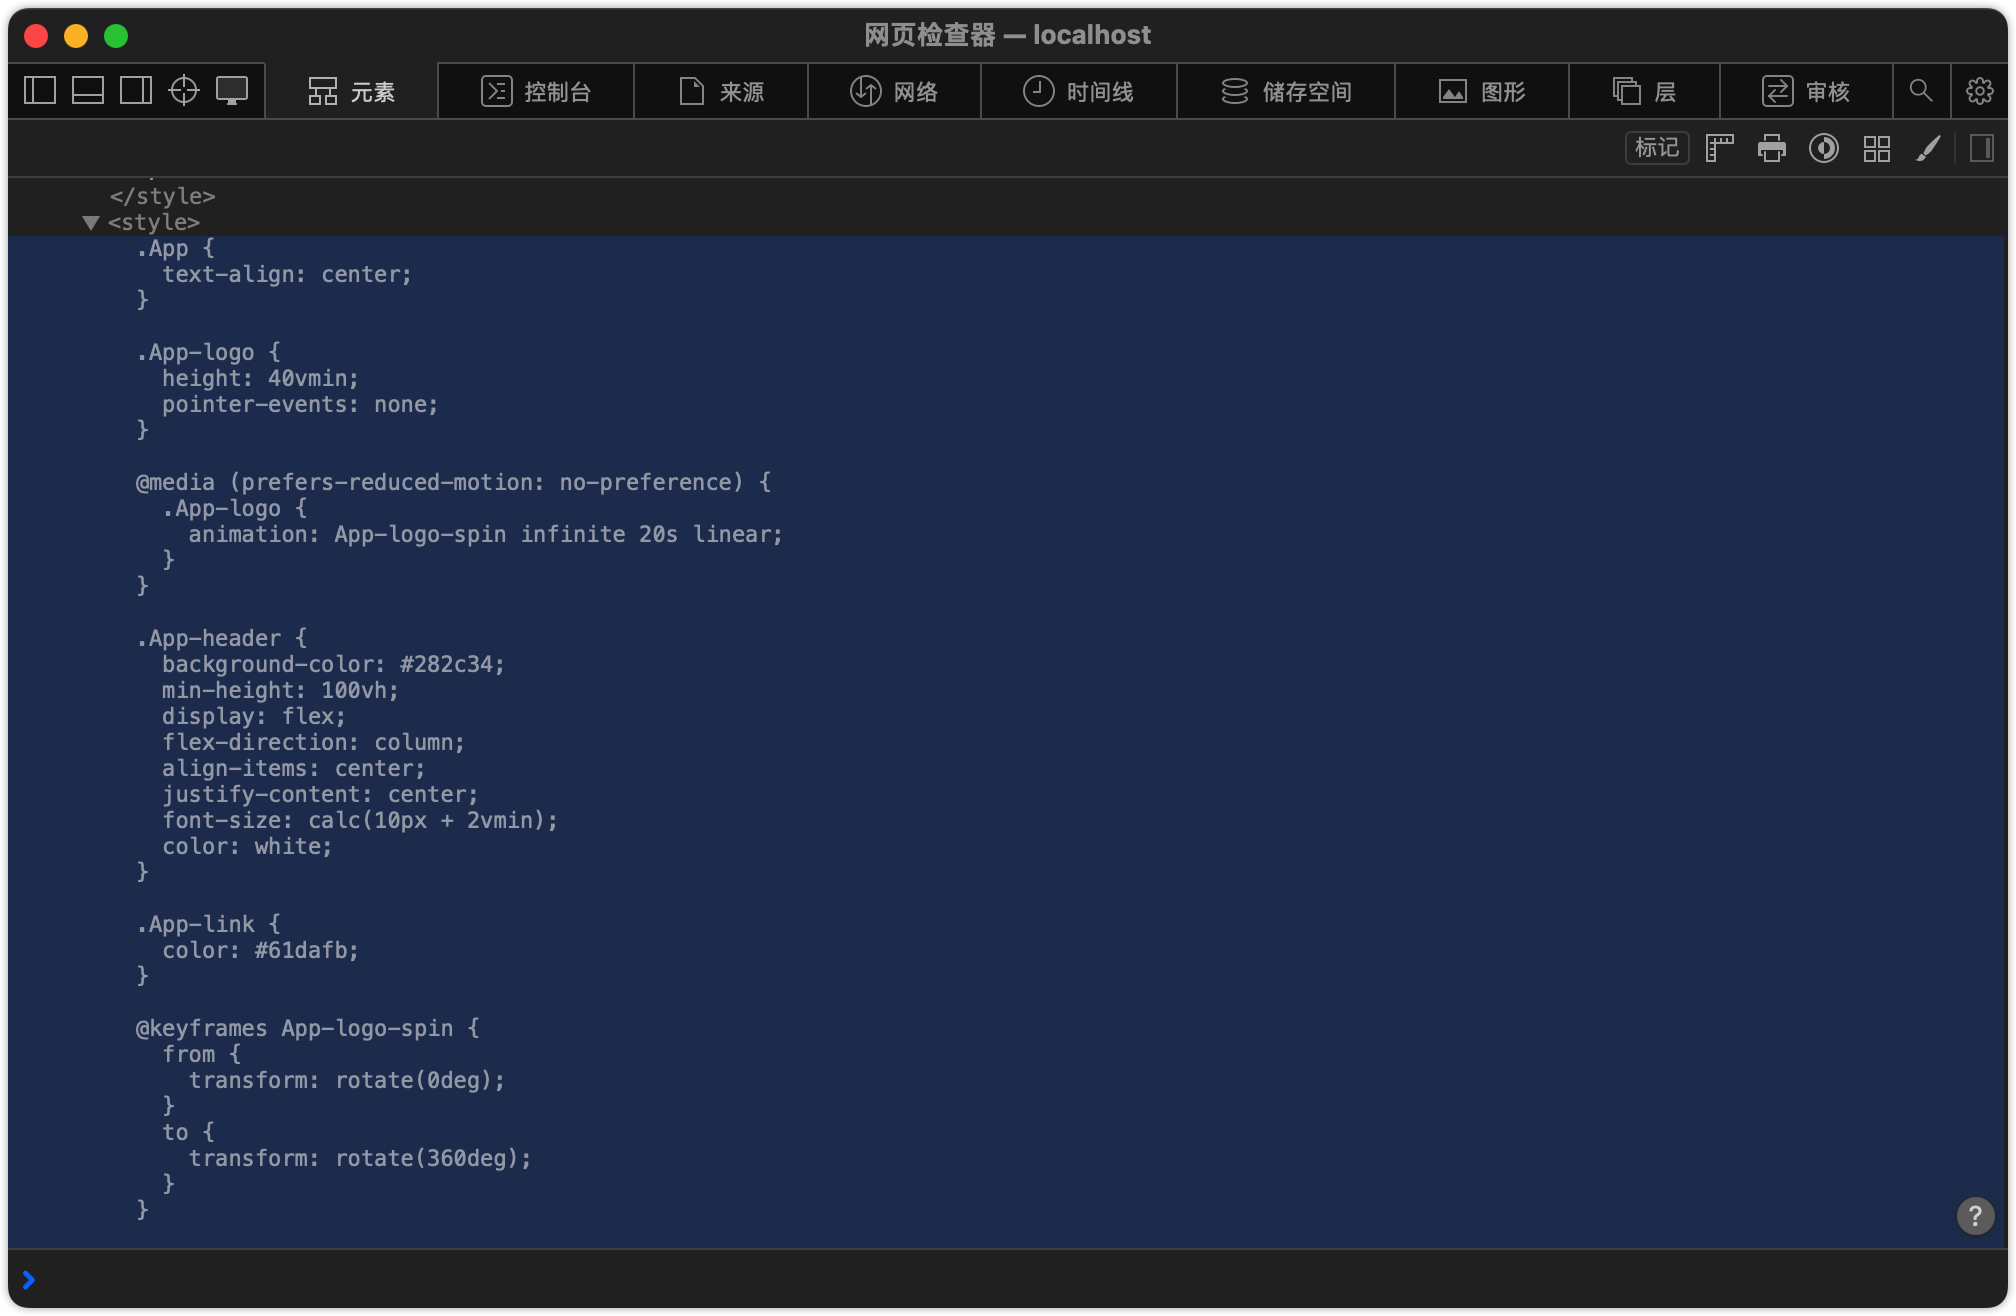 网页检查器 — localhost
元素 控制台 来源 网络 时间线 储存空间 图形 层 审核
标记
</style>
<style>
.App {
text-align: center;
}
.App-logo {
height: 40vmin;
pointer-events: none;
}
@media (prefers-reduced-motion: no-preference) {
.App-logo {
animation: App-logo-spin infinite 20s linear;
}
}
.App-header {
background-color: #282c34;
min-height: 100vh;
display: flex;
flex-direction: column;
align-items: center;
justify-content: center;
font-size: calc(10px + 2vmin);
color: white;
}
.App-link {
color: #61dafb;
}
@keyframes App-logo-spin {
from {
transform: rotate(0deg);
}
to {
transform: rotate(360deg);
}
}
?